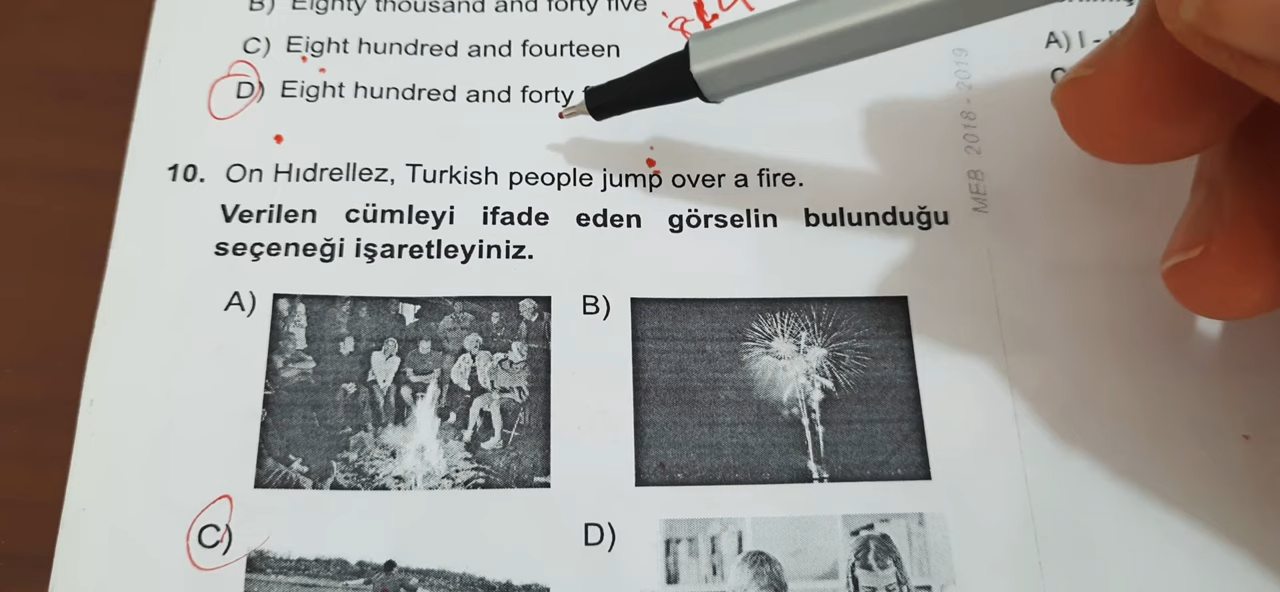 B) Eighty thousand and forty five
C) Eight hundred and fourteen
D) Eight hundred and forty
10. On Hıdrellez, Turkish people jump over a fire.
Verilen cümleyi ifade eden görselin bulunduğu
seçeneği işaretleyiniz.
A)
B)
C)
D)
A) I -
MEB 2018 - 2019